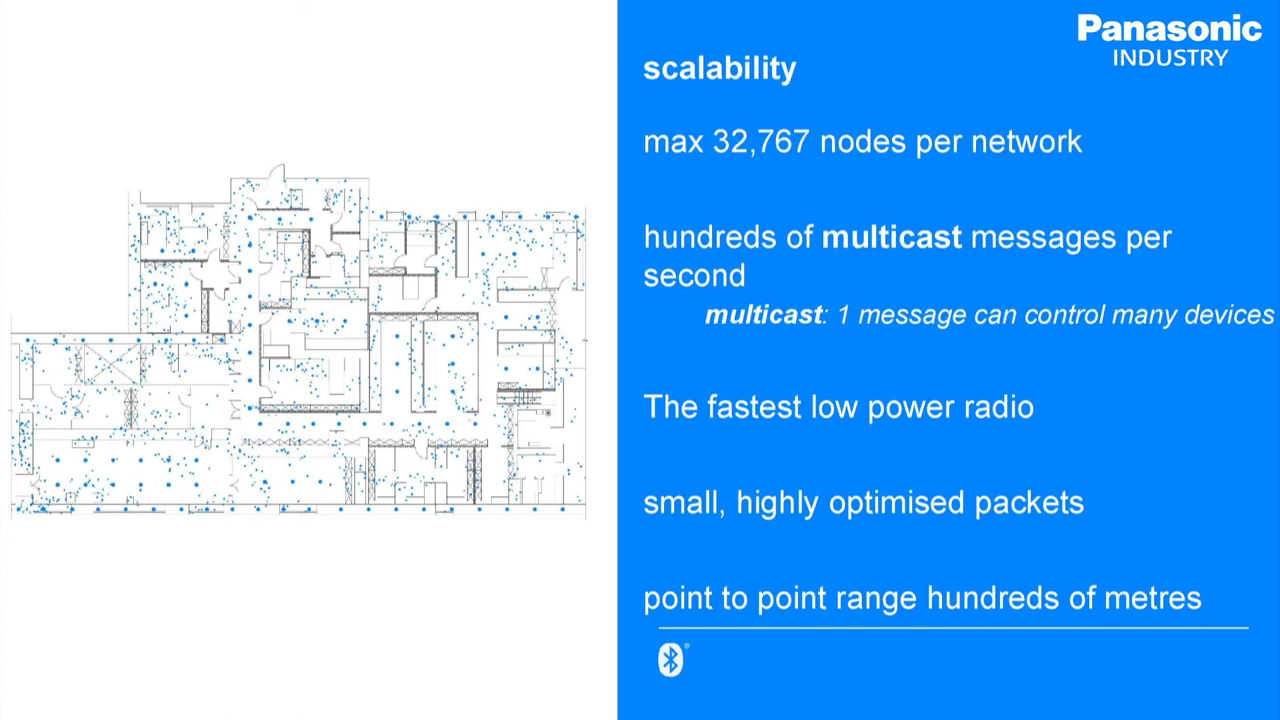 Panasonic
INDUSTRY
scalability
max 32,767 nodes per network
hundreds of multicast messages per
second
multicast: 1 message can control many devices
The fastest low power radio
small, highly optimised packets
point to point range hundreds of metres
®